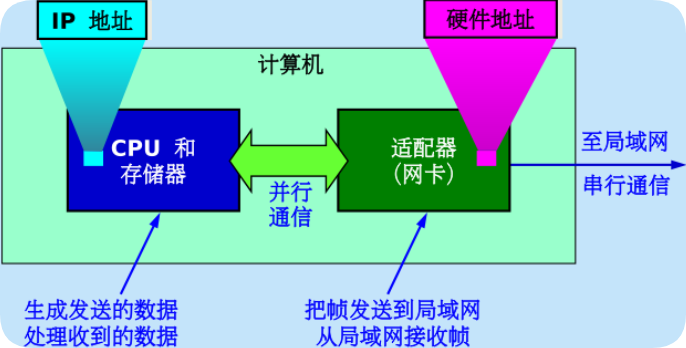 IP 地址
硬件地址
计算机
CPU 和
存储器
适配器
（网卡）
并行
通信
至局域网
串行通信
生成发送的数据
处理收到的数据
把帧发送到局域网
从局域网接收帧